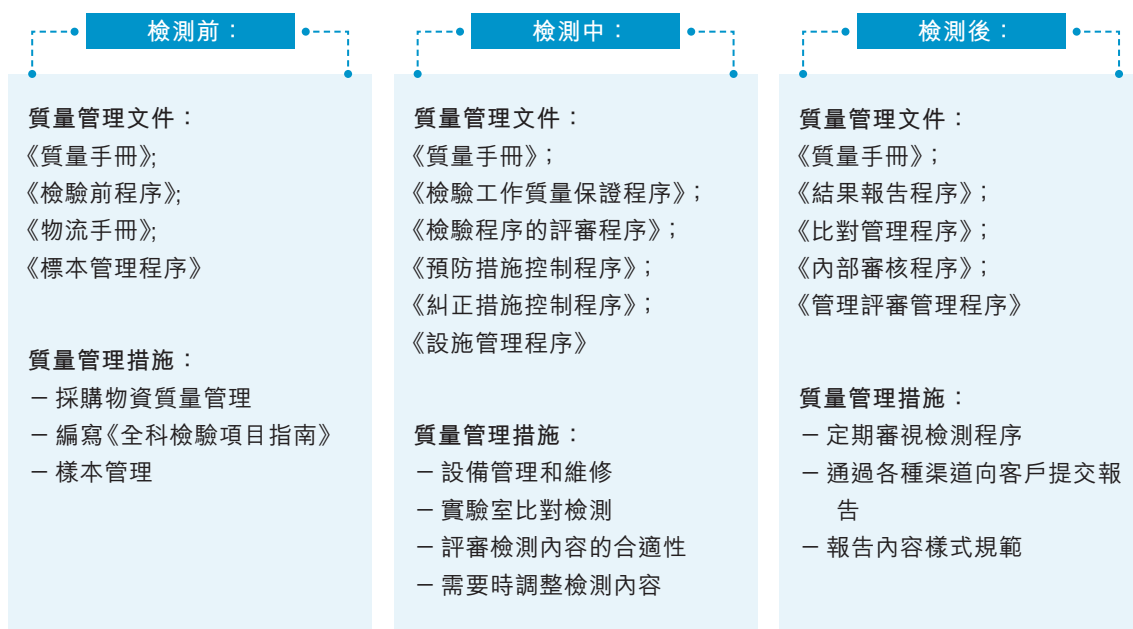 檢測前：
質量管理文件：
《質量手冊》;
《檢驗前程序》;
《物流手冊》;
《標本管理程序》
質量管理措施：
— 採購物資質量管理
— 編寫《全科檢驗項目指南》
— 樣本管理
檢測中：
質量管理文件：
《質量手冊》；
《檢驗工作質量保證程序》；
《檢驗程序的評審程序》；
《預防措施控制程序》；
《糾正措施控制程序》；
《設施管理程序》
質量管理措施：
— 設備管理和維修
— 實驗室比對檢測
— 評審檢測內容的合適性
— 需要時調整檢測內容
檢測後：
質量管理文件：
《質量手冊》；
《結果報告程序》；
《比對管理程序》；
《內部審核程序》；
《管理評審管理程序》
質量管理措施：
— 定期審視檢測程序
— 通過各種渠道向客戶提交報
告
— 報告內容樣式規範